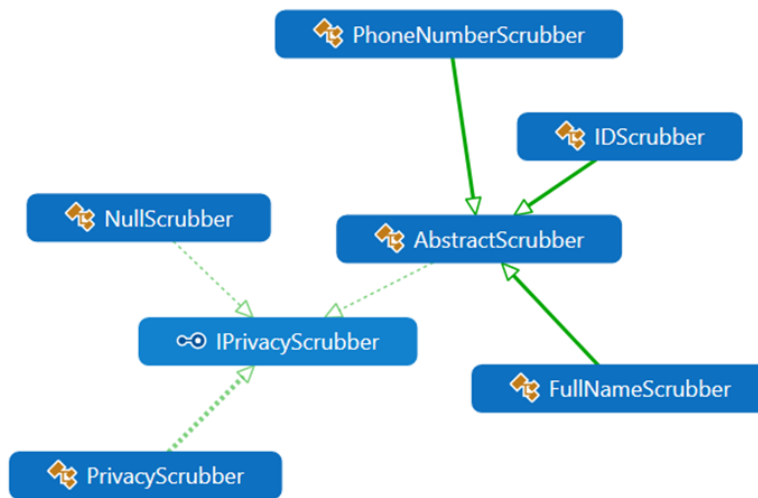 PhoneNumberScrubber
IDScrubber
NullScrubber
AbstractScrubber
IPrivacyScrubber
FullNameScrubber
PrivacyScrubber